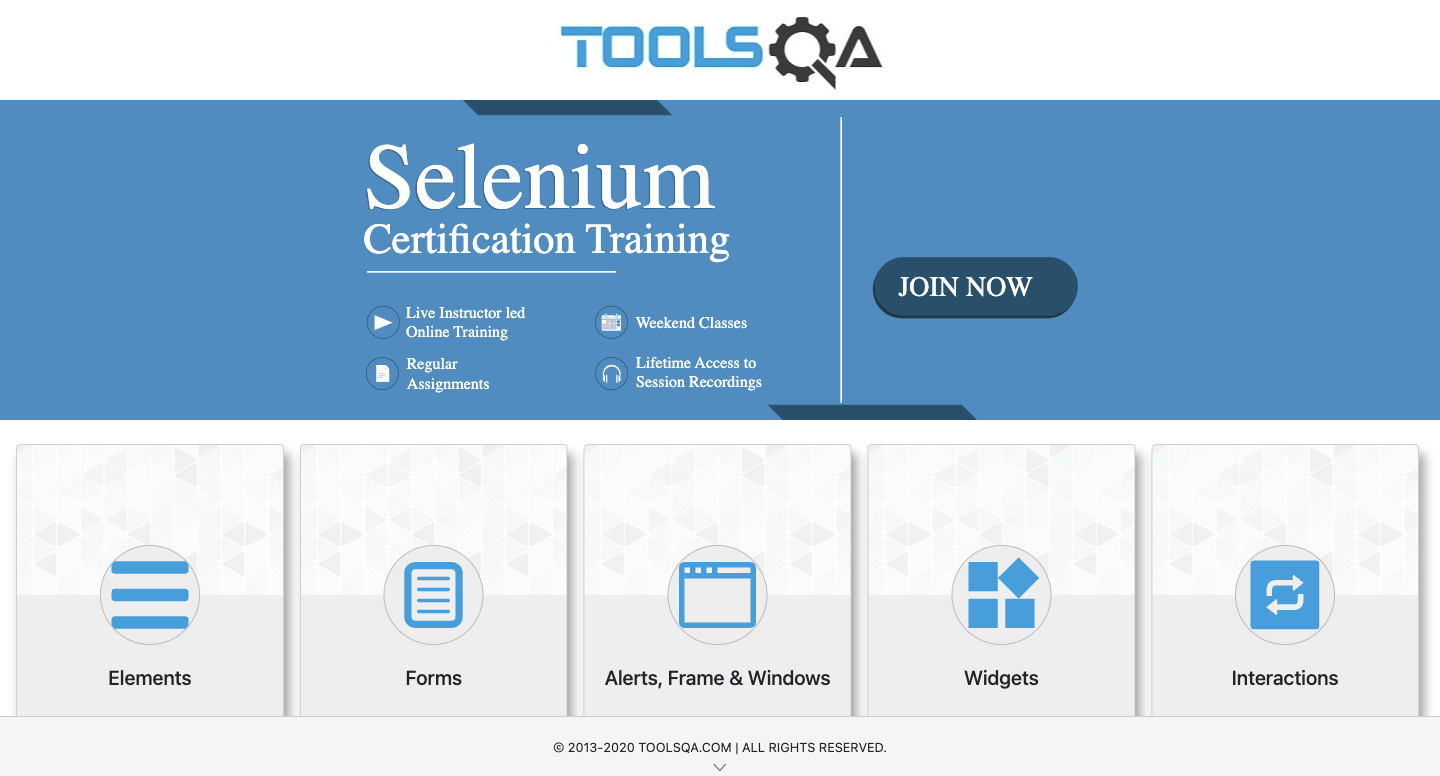 TOOLSQA
Selenium
Certification Training
JOIN NOW
Live Instructor led
Online Training
Weekend Classes
Regular
Assignments
Lifetime Access to
Session Recordings
Elements
Forms
Alerts, Frame & Windows
Widgets
Interactions
© 2013-2020 TOOLSQA.COM | ALL RIGHTS RESERVED.